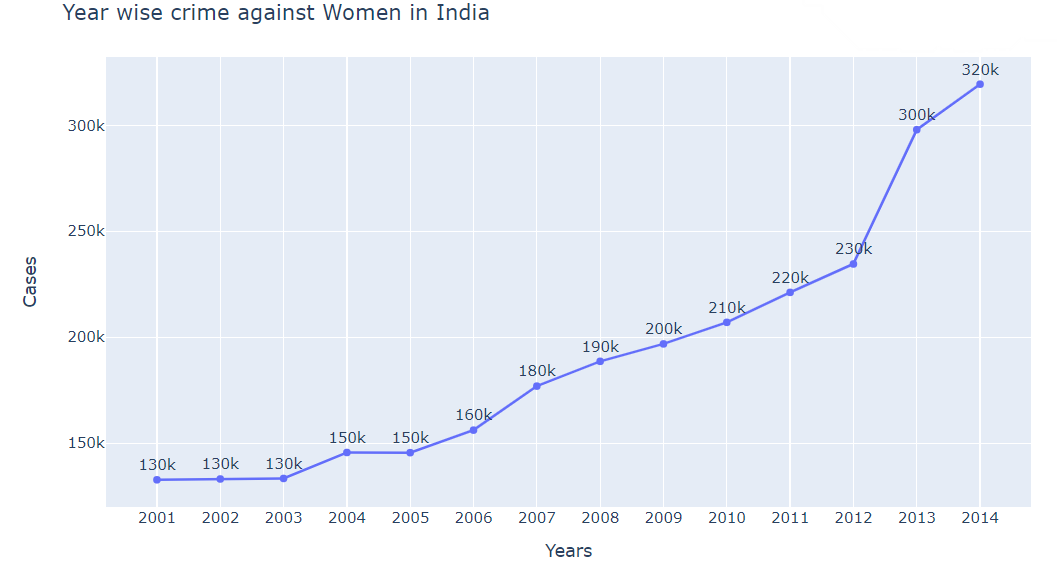 Year wise crime against Women in India
320k
300k
300k
250k
230k
220k
210k
200k
200k
190k
180k
160k
150k
150k
150k
130k
130k
130k
Cases
2001 2002 2003 2004 2005 2006 2007 2008 2009 2010 2011 2012 2013 2014
Years